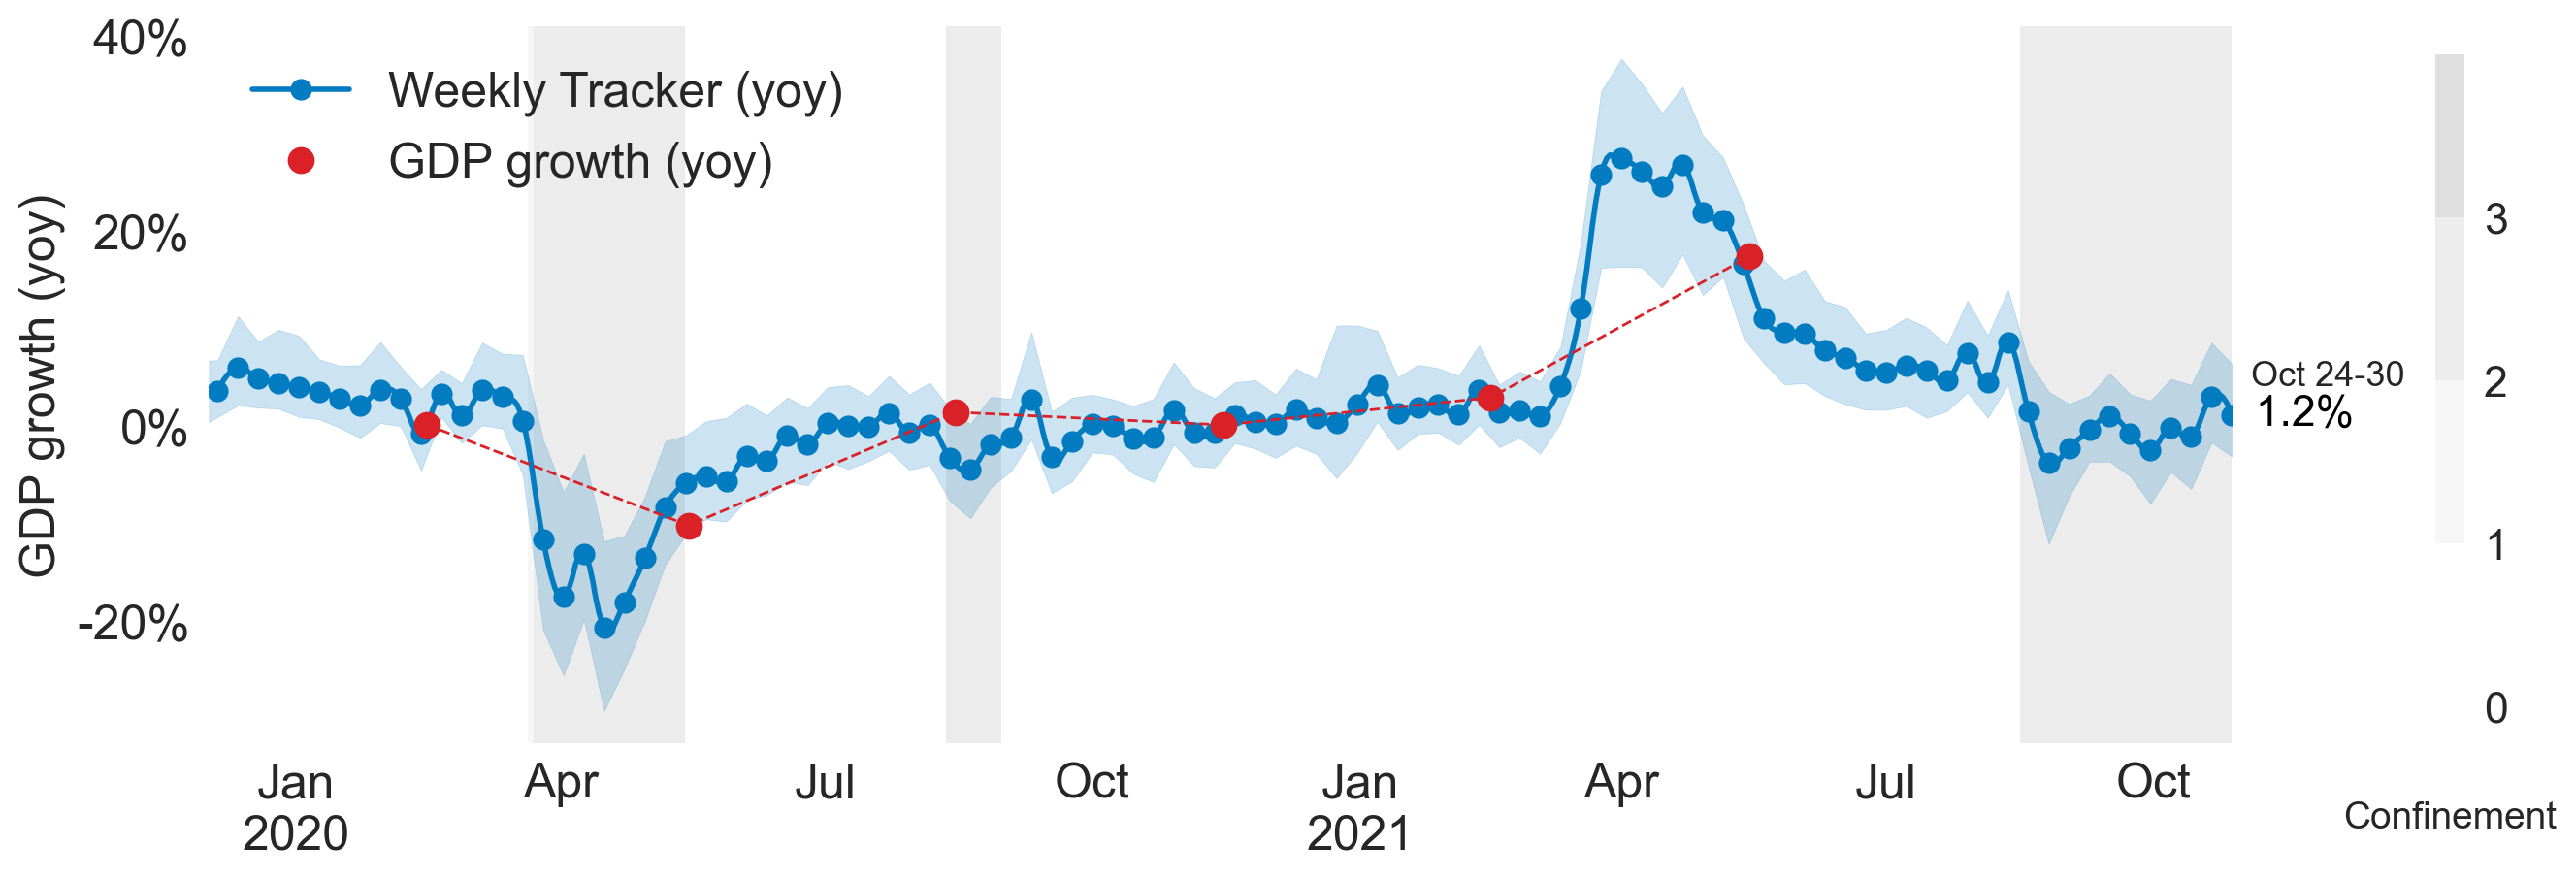 GDP growth (yoy)
40%
20%
0%
-20%
Weekly Tracker (yoy)
GDP growth (yoy)
Jan
2020
Apr
Jul
Oct
Jan
2021
Apr
Jul
Oct
Oct 24-30
1.2%
3
2
1
0
Confinement